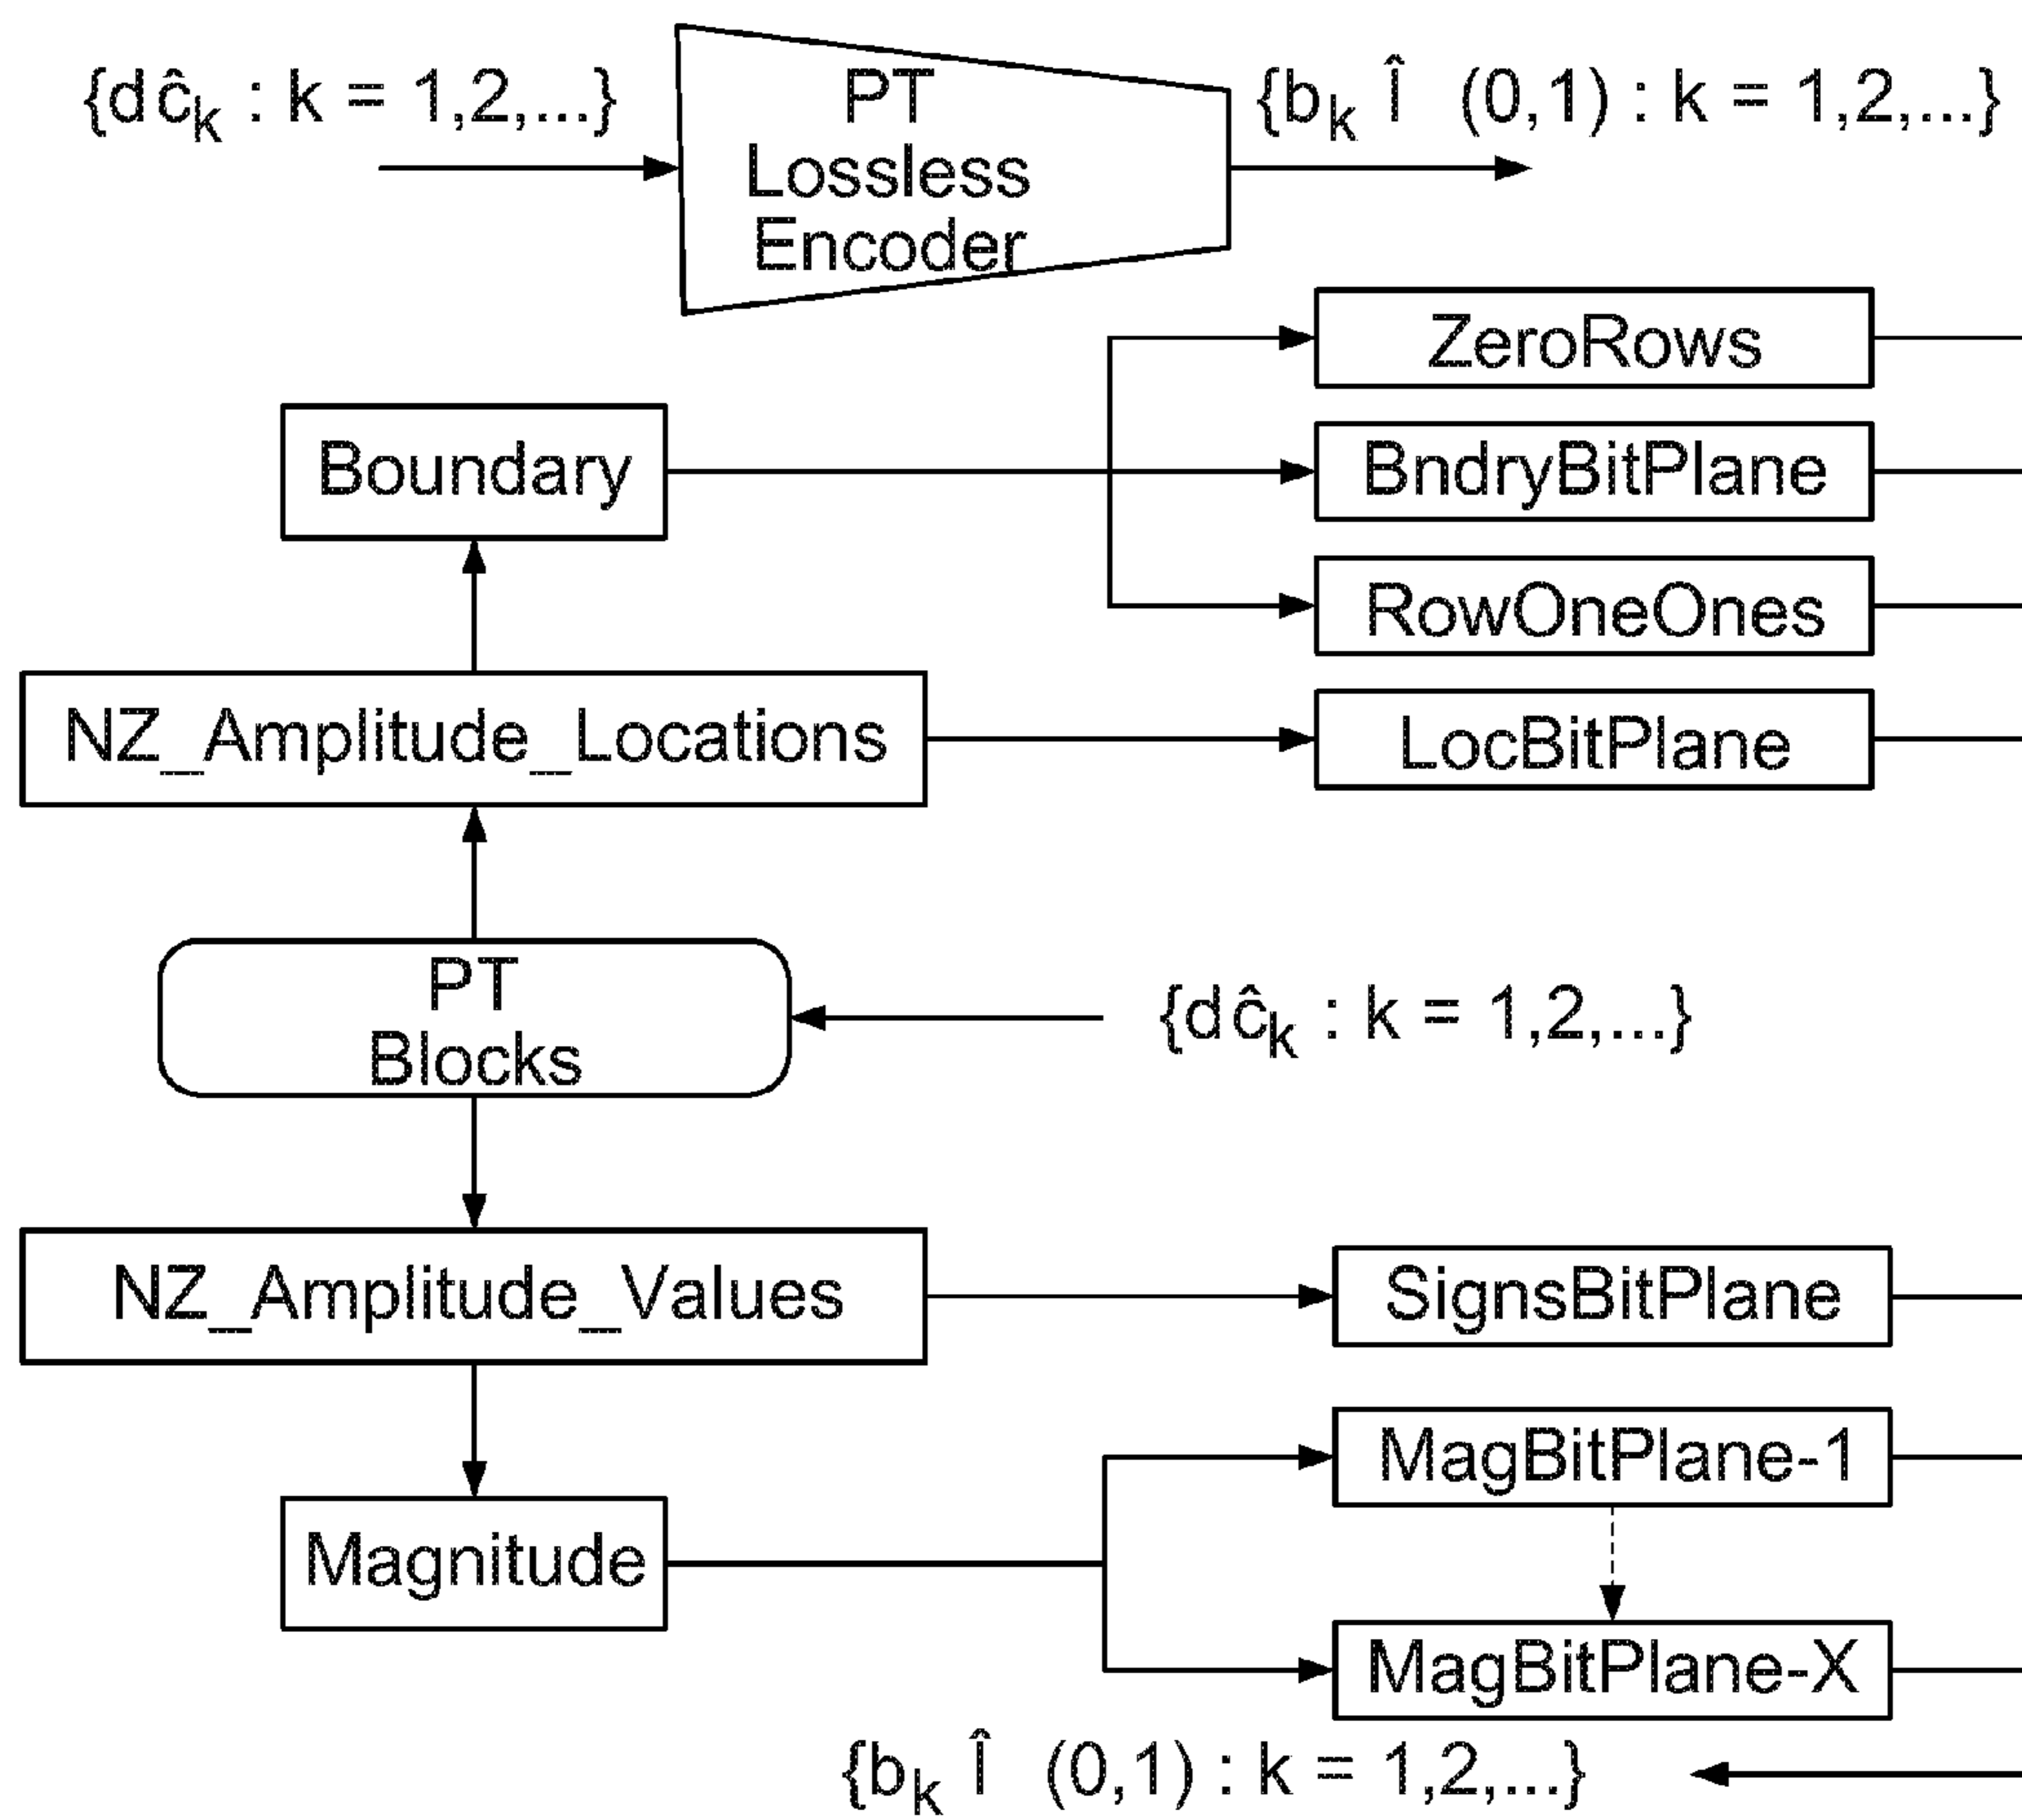 {dĉk : k = 1,2,...}
PT
Lossless
Encoder
{bk Î (0,1) : k = 1,2,...}
ZeroRows
Boundary
BndryBitPlane
RowOneOnes
NZ_Amplitude_Locations
LocBitPlane
PT
Blocks
{dĉk : k = 1,2,...}
NZ_Amplitude_Values
SignsBitPlane
MagBitPlane-1
Magnitude
MagBitPlane-X
{bk Î (0,1) : k = 1,2,...}